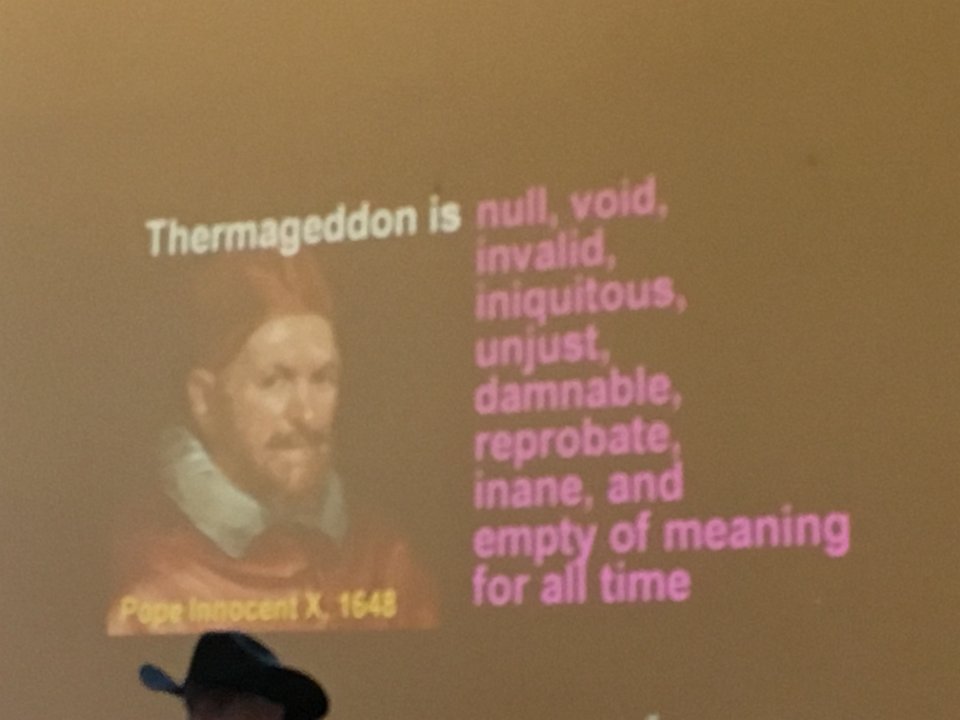 Thermageddon is null, void,
invalid,
iniquitous,
unjust,
damnable,
reprobate,
inane, and
empty of meaning
for all time
Pope Innocent X, 1648